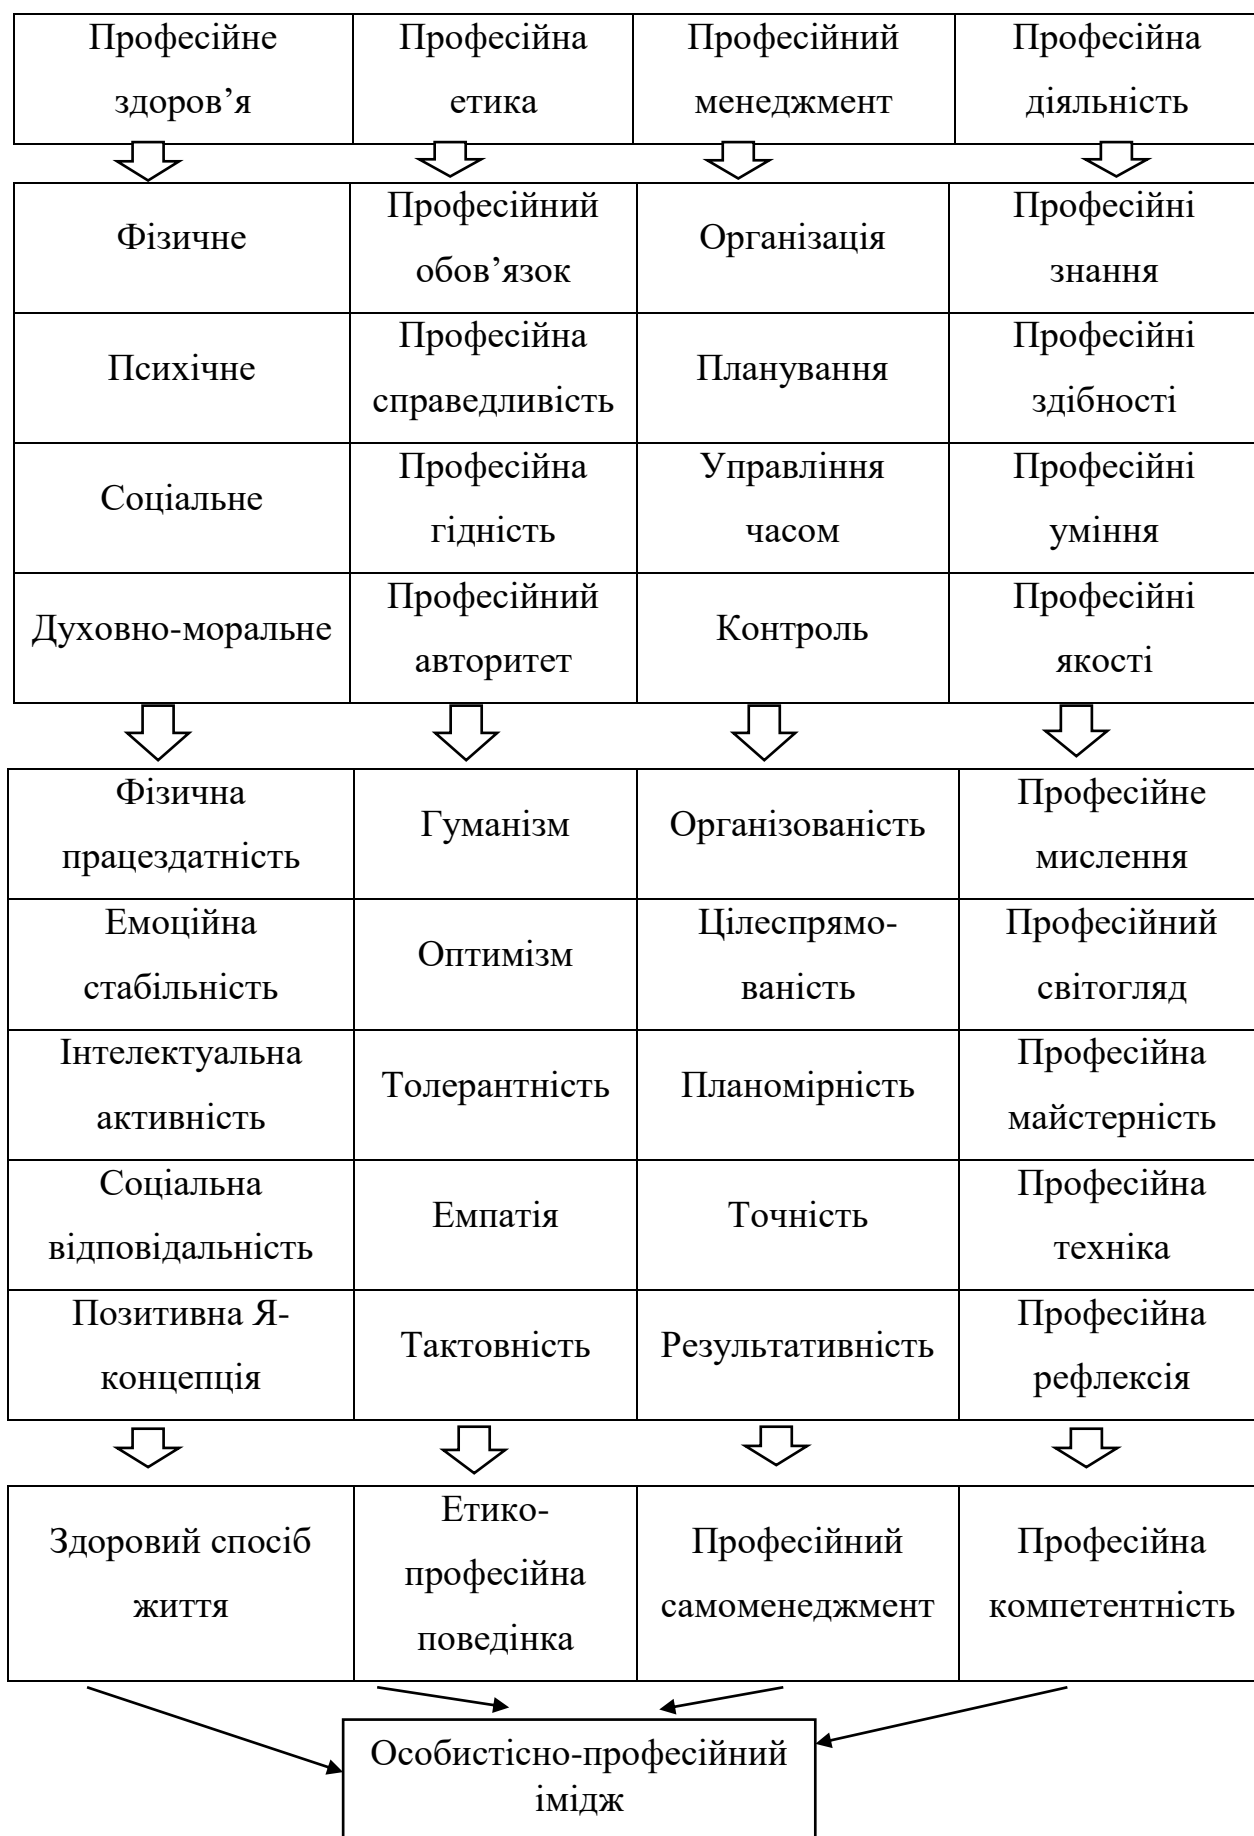 Професійне
здоров’я
Професійна
етика
Професійний
менеджмент
Професійна
діяльність
Фізичне
Професійний
обов’язок
Організація
Професійні
знання
Психічне
Професійна
справедливість
Планування
Професійні
здібності
Соціальне
Професійна
гідність
Управління
часом
Професійні
уміння
Духовно-моральне
Професійний
авторитет
Контроль
Професійні
якості
Фізична
працездатність
Гуманізм
Організованість
Професійне
мислення
Емоційна
стабільність
Оптимізм
Цілеспрямо-
ваність
Професійний
світогляд
Інтелектуальна
активність
Толерантність
Планомірність
Професійна
майстерність
Соціальна
відповідальність
Емпатія
Точність
Професійна
техніка
Позитивна Я-
концепція
Тактовність
Результативність
Професійна
рефлексія
Здоровий спосіб
життя
Етико-
професійна
поведінка
Професійний
самоменеджмент
Професійна
компетентність
Особистісно-професійний
імідж